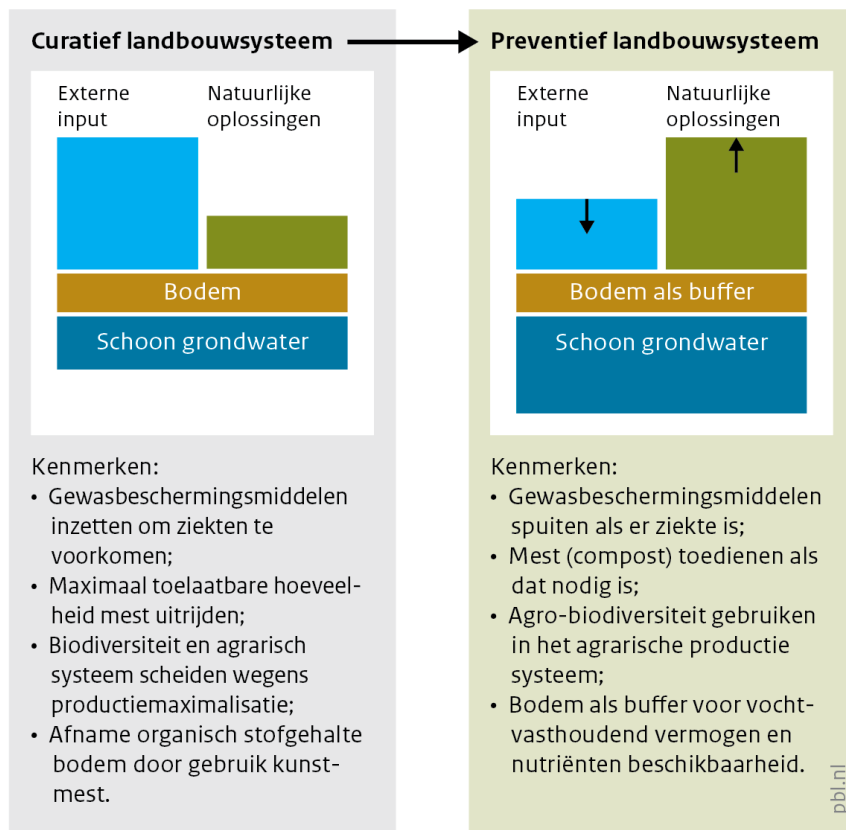 Curatief landbouwsysteem
Externe
input
Natuurlijke
oplossingen
Bodem
Schoon grondwater
Kenmerken:
• Gewasbeschermingsmiddelen
inzetten om ziekten te
voorkomen;
• Maximaal toelaatbare hoeveel-
heid mest uitrijden;
• Biodiversiteit en agrarisch
systeem scheiden wegens
productiemaximalisatie;
• Afname organisch stofgehalte
bodem door gebruik kunst-
mest.
Preventief landbouwsysteem
Externe
input
Natuurlijke
oplossingen
Bodem als buffer
Schoon grondwater
Kenmerken:
• Gewasbeschermingsmiddelen
spuiten als er ziekte is;
• Mest (compost) toedienen als
dat nodig is;
• Agro-biodiversiteit gebruiken
in het agrarische productie
systeem;
• Bodem als buffer voor vocht-
vasthoudend vermogen en
nutriënten beschikbaarheid.
pbl.nl